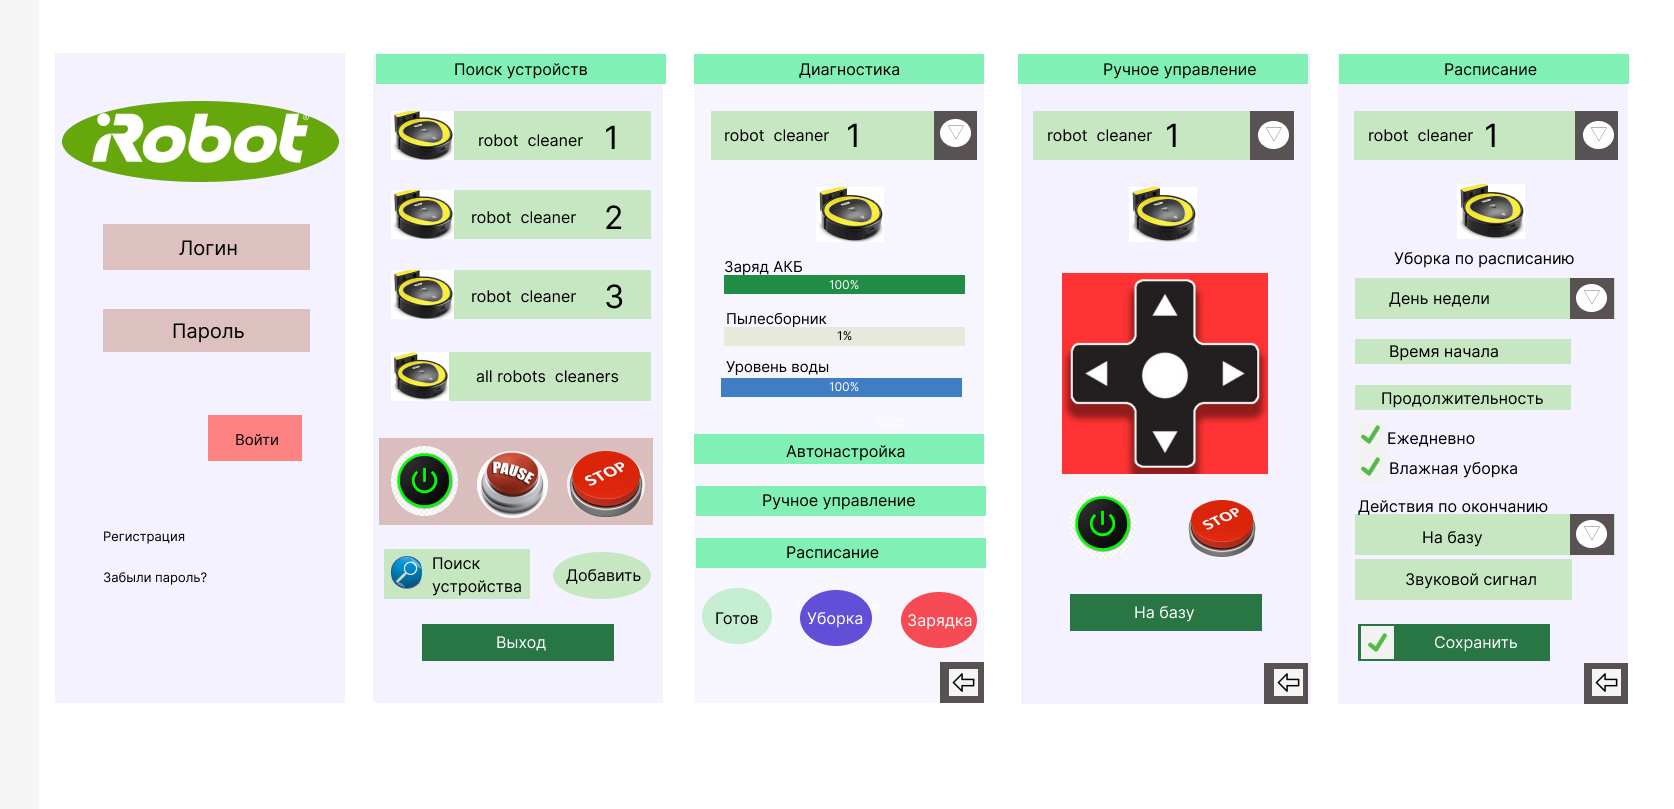 iRobot®
Логин
Пароль
Войти
Регистрация
Забыли пароль?
Поиск устройств
robot cleaner 1
robot cleaner 2
robot cleaner 3
all robots cleaners
PAUSE
STOP
Поиск
устройства
Добавить
Выход
Диагностика
robot cleaner 1
Заряд АКБ
100%
Пылесборник
1%
Уровень воды
100%
100%
Автонастройка
Ручное управление
Расписание
Готов
Уборка
Зарядка
Ручное управление
robot cleaner 1
STOP
На базу
Расписание
robot cleaner 1
Уборка по расписанию
День недели
Время начала
Продолжительность
Ежедневно
Влажная уборка
Действия по окончанию
На базу
Звуковой сигнал
Сохранить